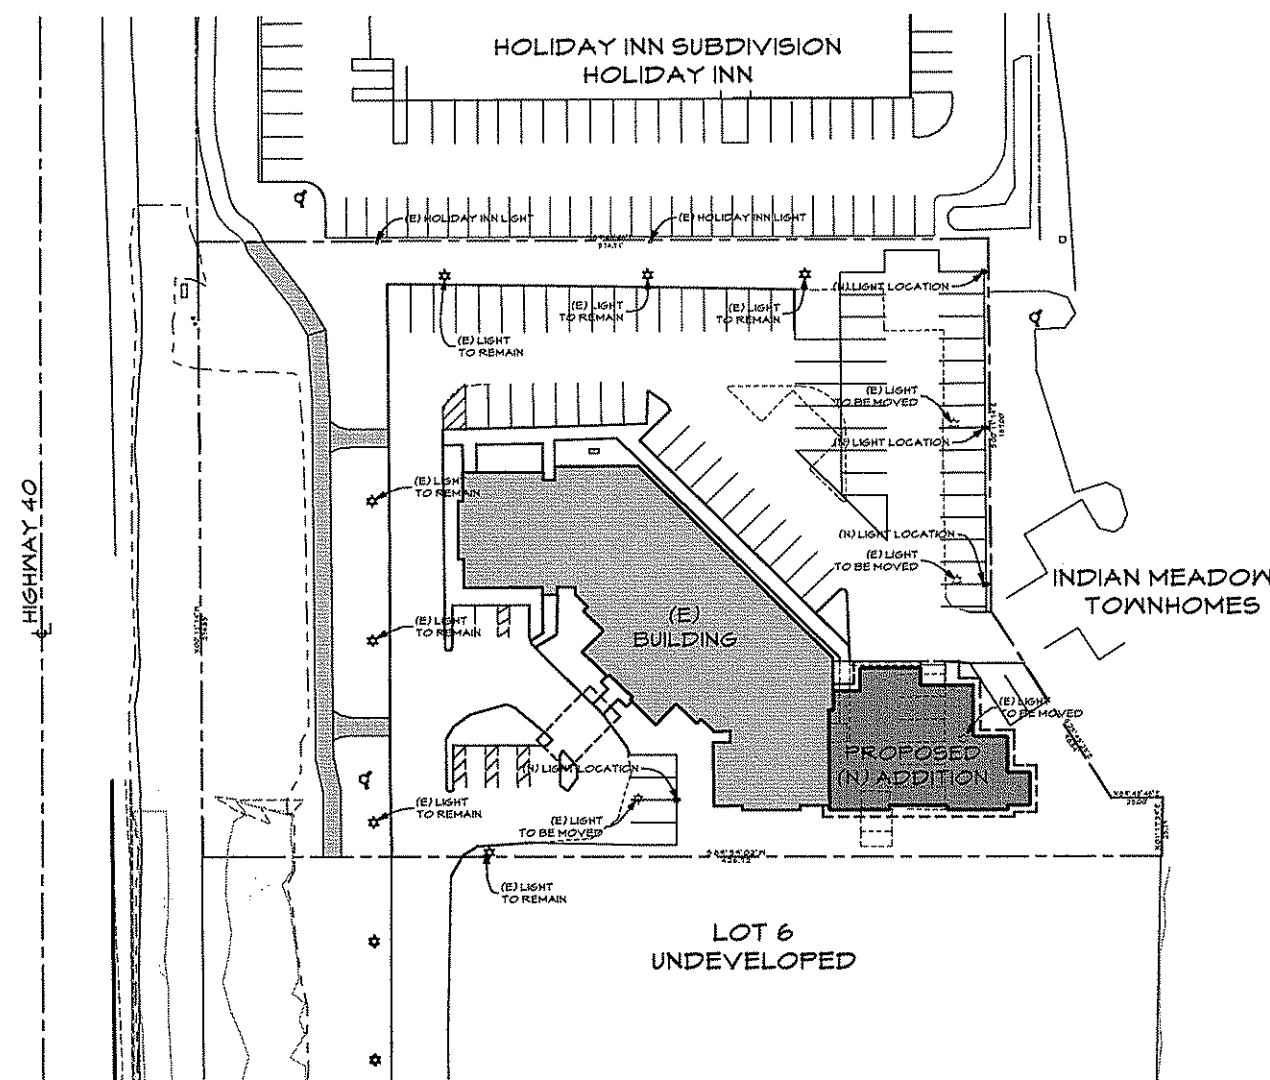 HOLIDAY INN SUBDIVISION
HOLIDAY INN
(E) HOLIDAY INN LIGHT
(E) HOLIDAY INN LIGHT
(N) LIGHT LOCATION
(E) LIGHT
TO REMAIN
(E) LIGHT
TO REMAIN
(E) LIGHT
TO REMAIN
(E) LIGHT
TO BE MOVED
(N) LIGHT LOCATION
(E) LIGHT
TO REMAIN
HIGHWAY 40
(N) LIGHT LOCATION
(E) LIGHT
TO BE MOVED
INDIAN MEADOW
TOWNHOMES
(E)
BUILDING
(E) LIGHT
TO REMAIN
(E) LIGHT
TO BE MOVED
PROPOSED
(N) ADDITION
(N) LIGHT LOCATION
(E) LIGHT
TO REMAIN
(E) LIGHT
TO BE MOVED
(E) LIGHT
TO REMAIN
LOT 6
UNDEVELOPED